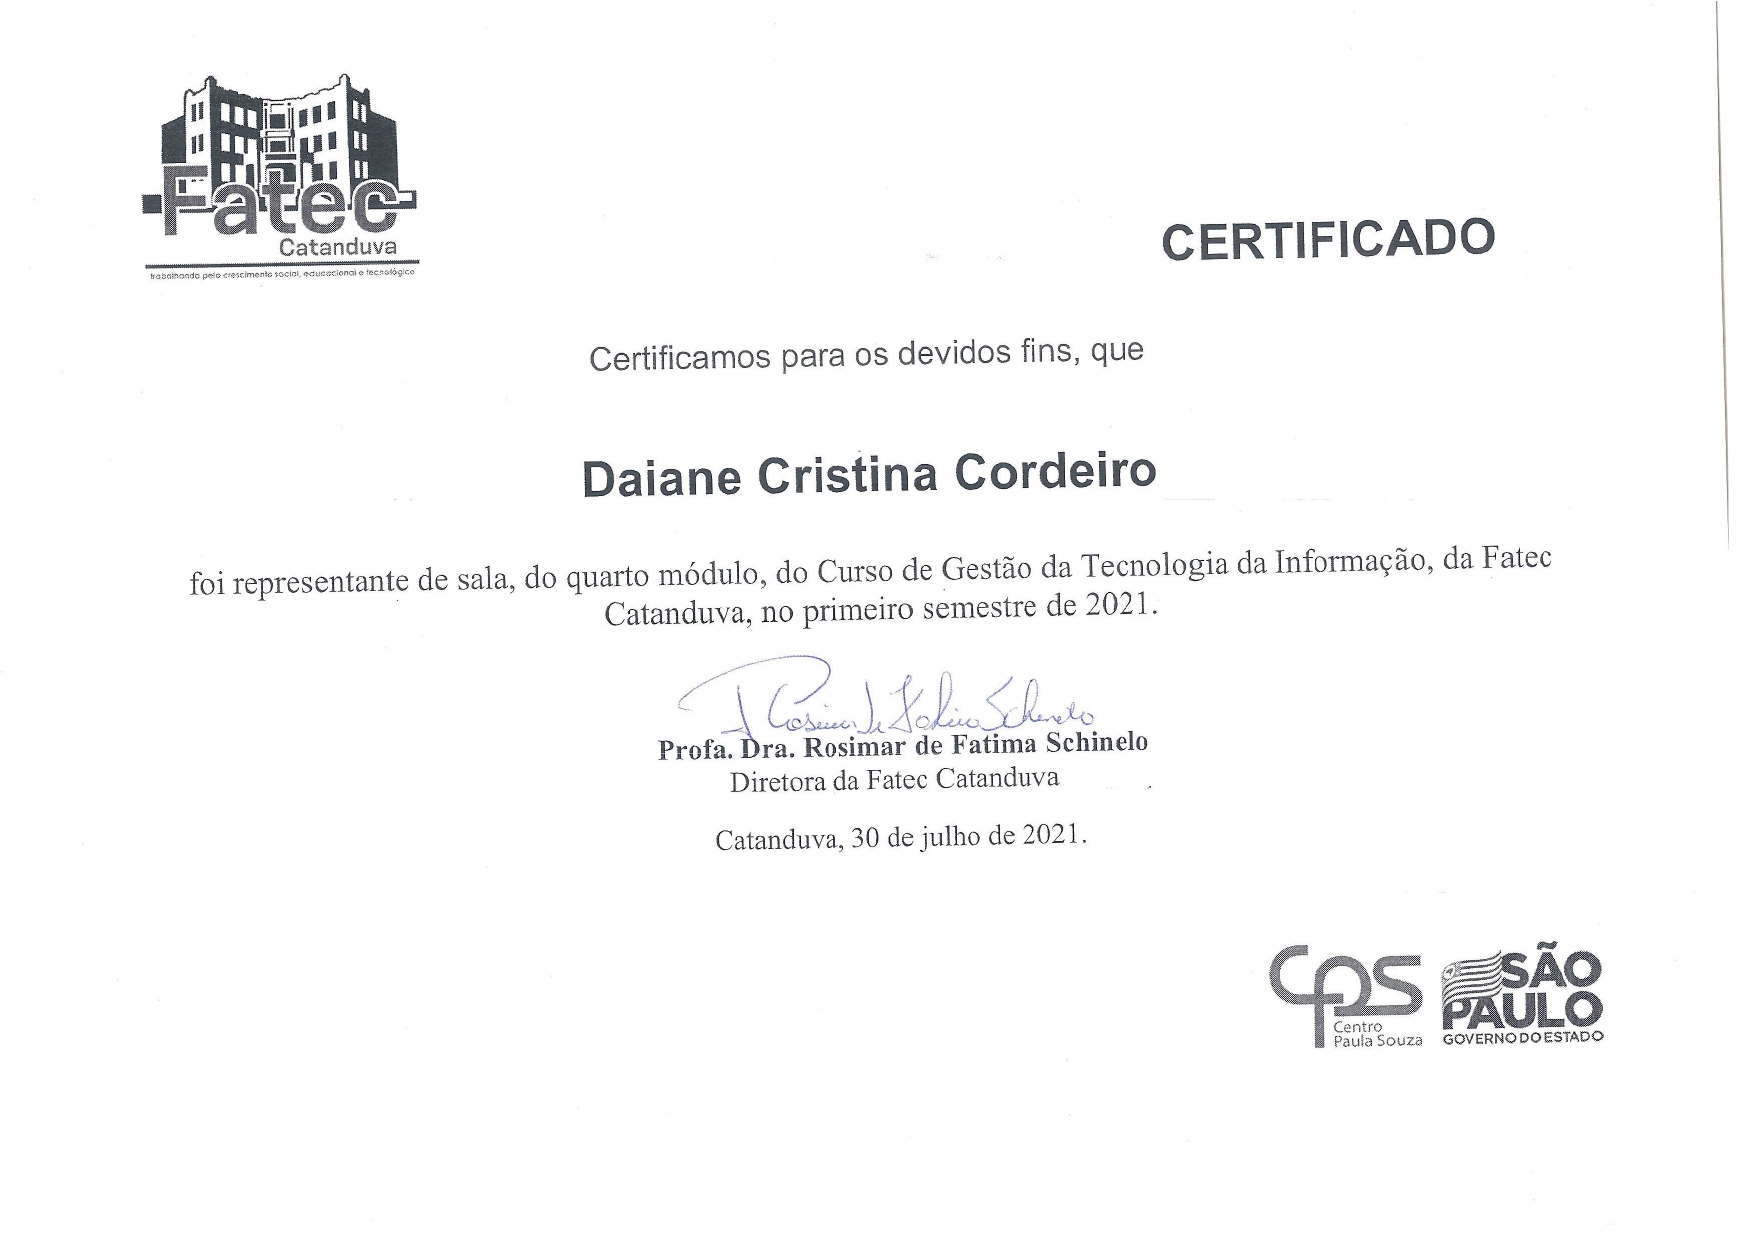 Fatec
Catanduva
trabalhando pelo crescimento social, educacional e tecnológico
CERTIFICADO
Certificamos para os devidos fins, que
Daiane Cristina Cordeiro
foi representante de sala, do quarto módulo, do Curso de Gestão da Tecnologia da Informação, da Fatec
Catanduva, no primeiro semestre de 2021.
Rosimar de Fatima Schinelo
Profa. Dra. Rosimar de Fatima Schinelo
Diretora da Fatec Catanduva
Catanduva, 30 de julho de 2021.
CPS
Centro
Paula Souza
SÃO
PAULO
GOVERNO DO ESTADO